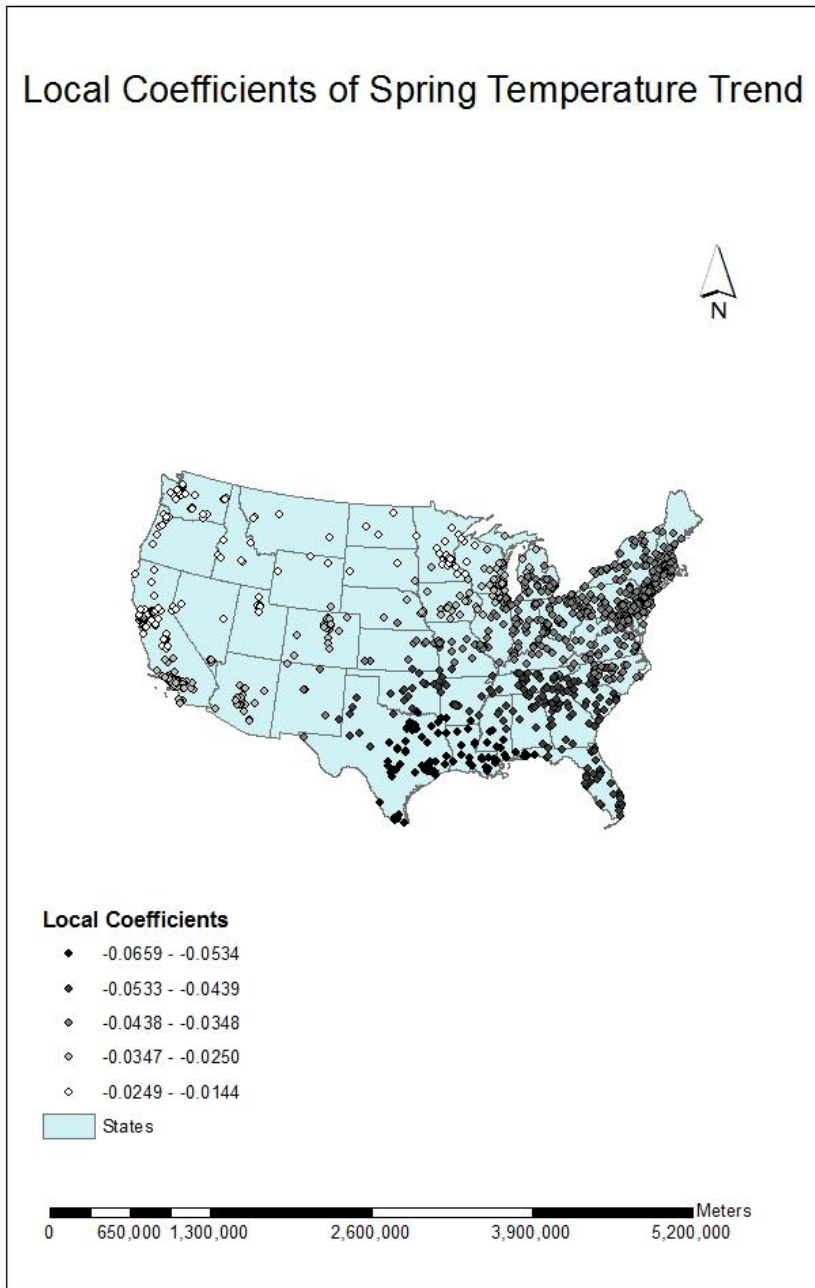 Local Coefficients of Spring Temperature Trend
N
Local Coefficients
-0.0659 - -0.0534
-0.0533 - -0.0439
-0.0438 - -0.0348
-0.0347 - -0.0250
-0.0249 - -0.0144
States
Meters
0 650,000 1,300,000 2,600,000 3,900,000 5,200,000